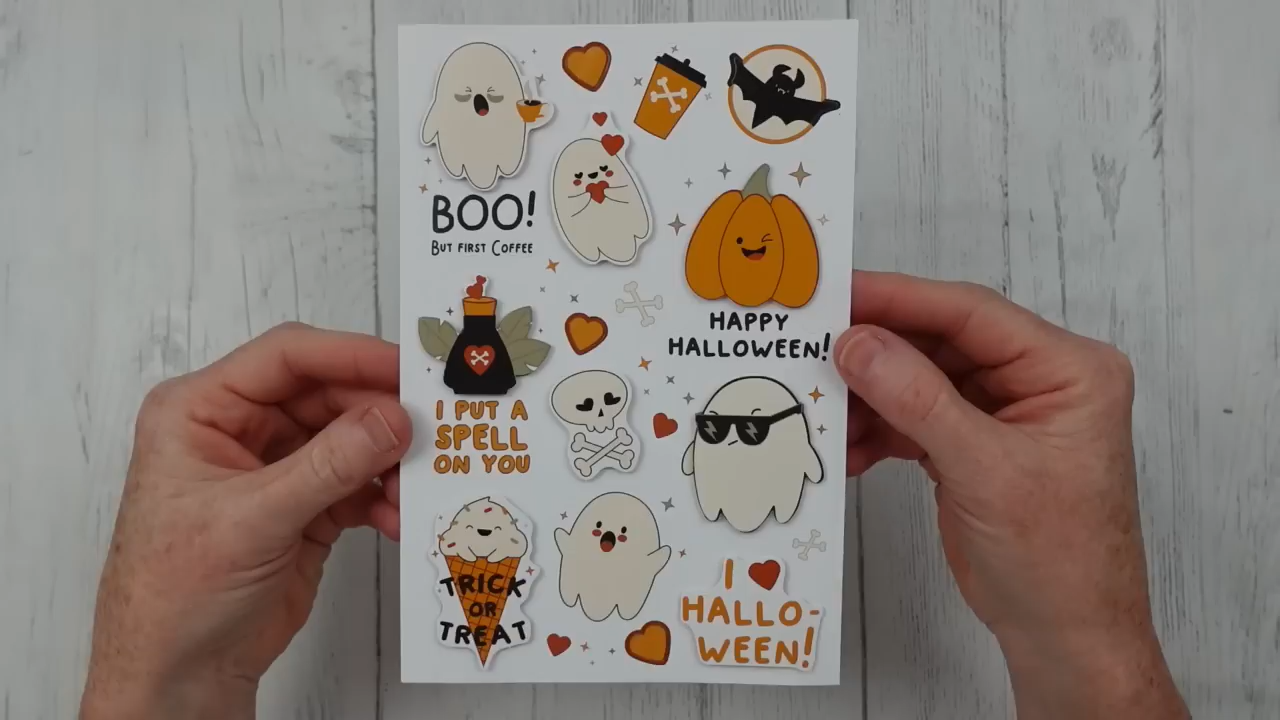 BOO!
BUT FIRST COFFEE
HAPPY
HALLOWEEN!
I PUT A
SPELL
ON YOU
TRICK
OR
TREAT
I
HALLO-
WEEN!